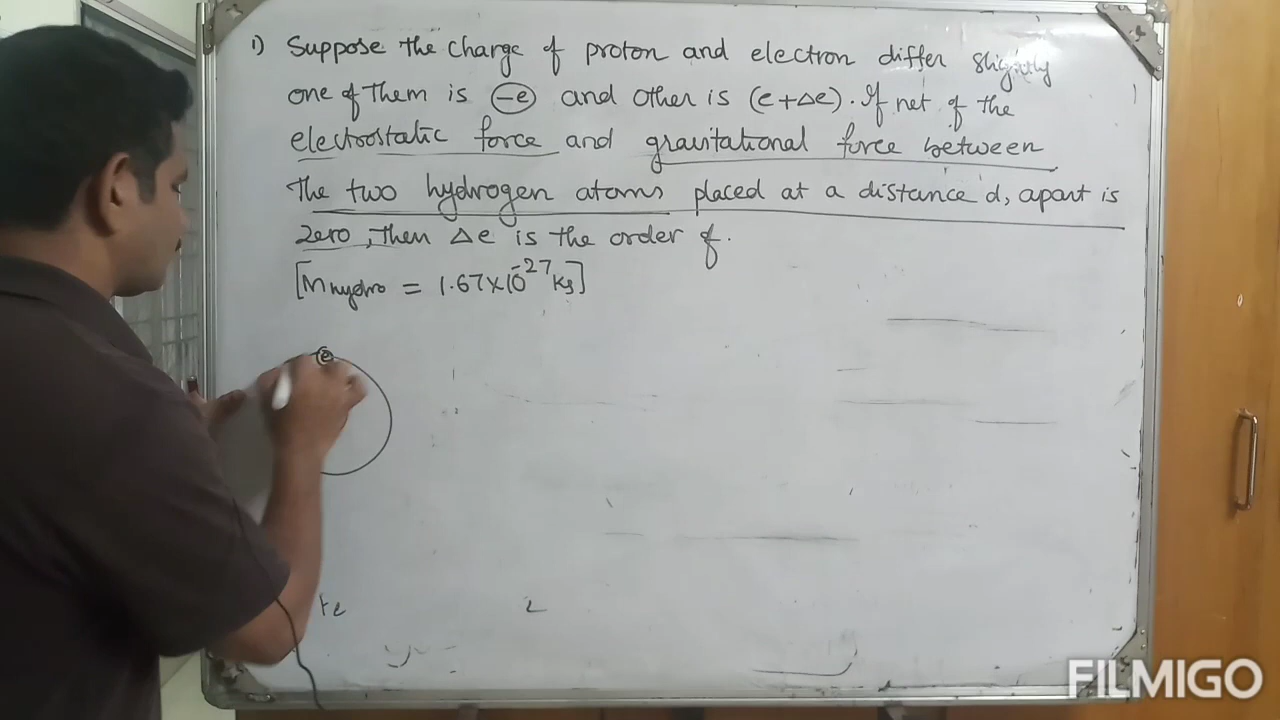 1) Suppose the charge of proton and electron differ slightly
one of them is -e and other is (e+Δe). If net of the
electrostatic force and gravitational force between
the two hydrogen atoms placed at a distance d, apart is
zero, then Δe is the order of.
[Mhydro = 1.67×10^-27 kg]
e
te
FILMIGO